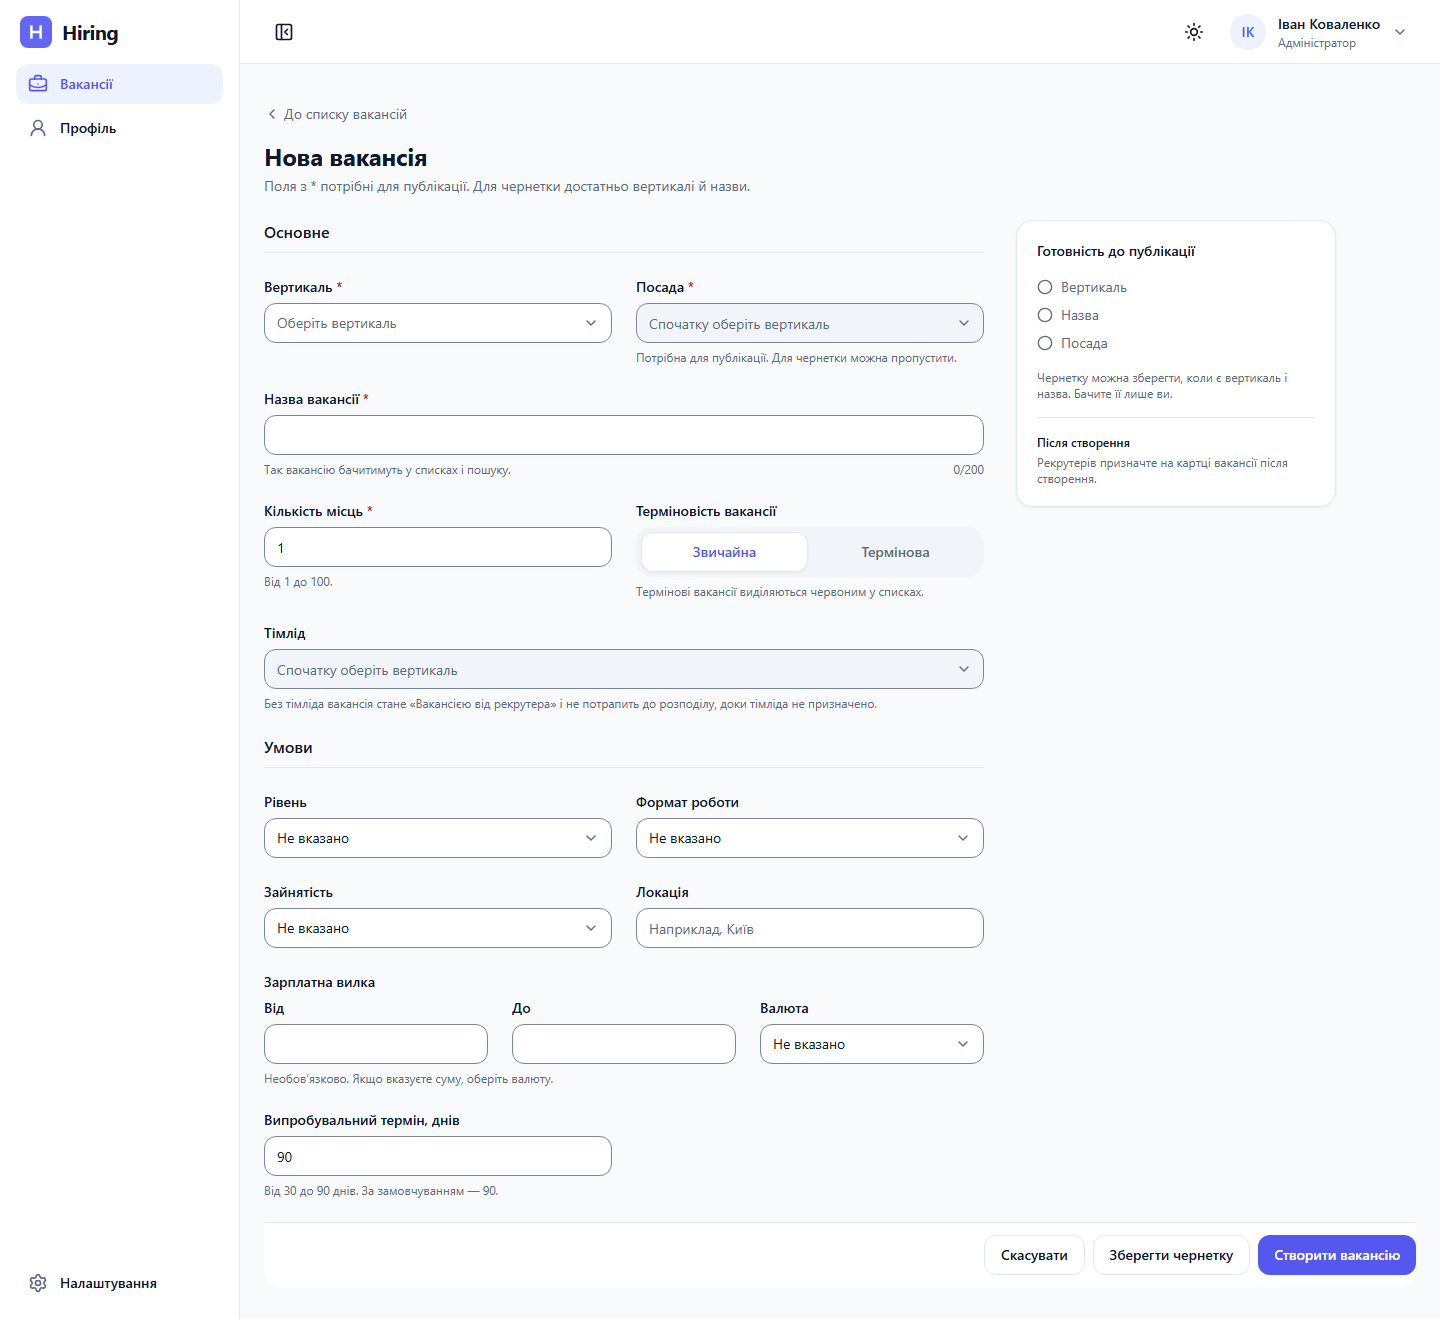 H Hiring
Вакансії
Профіль
Налаштування
ІК
Іван Коваленко
Адміністратор
До списку вакансій
Нова вакансія
Поля з * потрібні для публікації. Для чернетки достатньо вертикалі й назви.
Основне
Вертикаль *
Оберіть вертикаль
Посада *
Спочатку оберіть вертикаль
Потрібна для публікації. Для чернетки можна пропустити.
Назва вакансії *
Так вакансію бачитимуть у списках і пошуку.
0/200
Кількість місць *
1
Від 1 до 100.
Терміновість вакансії
Звичайна
Термінова
Термінові вакансії виділяються червоним у списках.
Тімлід
Спочатку оберіть вертикаль
Без тімліда вакансія стане «Вакансією від рекрутера» і не потрапить до розподілу, доки тімліда не призначено.
Умови
Рівень
Не вказано
Формат роботи
Не вказано
Зайнятість
Не вказано
Локація
Наприклад, Київ
Зарплатна вилка
Від
До
Валюта
Не вказано
Необов'язково. Якщо вказуєте суму, оберіть валюту.
Випробувальний термін, днів
90
Від 30 до 90 днів. За замовчуванням — 90.
Готовність до публікації
Вертикаль
Назва
Посада
Чернетку можна зберегти, коли є вертикаль і
назва. Бачите її лише ви.
Після створення
Рекрутерів призначте на картці вакансії після
створення.
Скасувати
Зберегти чернетку
Створити вакансію